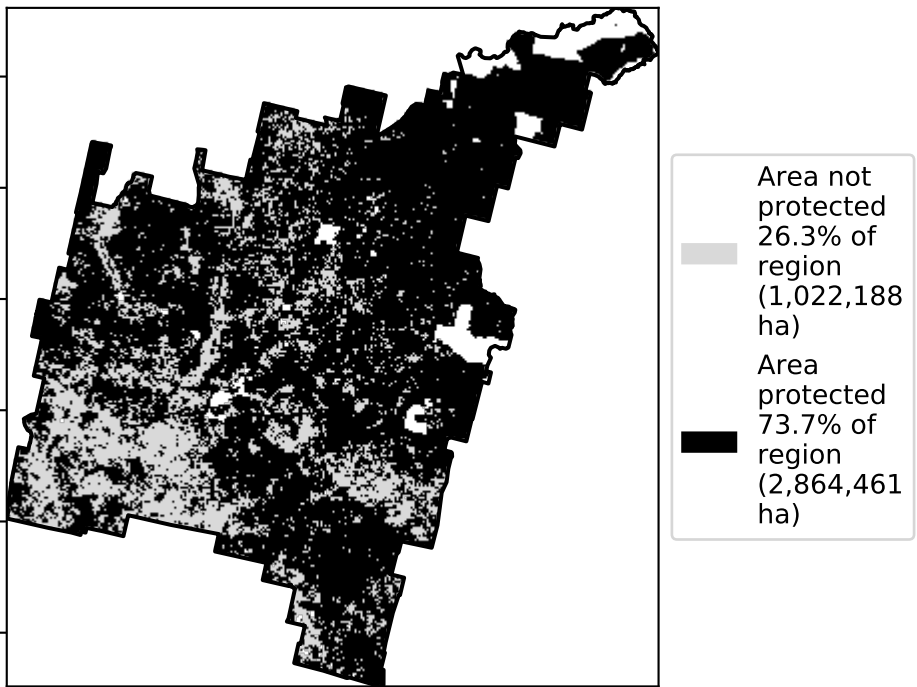 Area not
protected
26.3% of
region
(1,022,188
ha)
Area
protected
73.7% of
region
(2,864,461
ha)